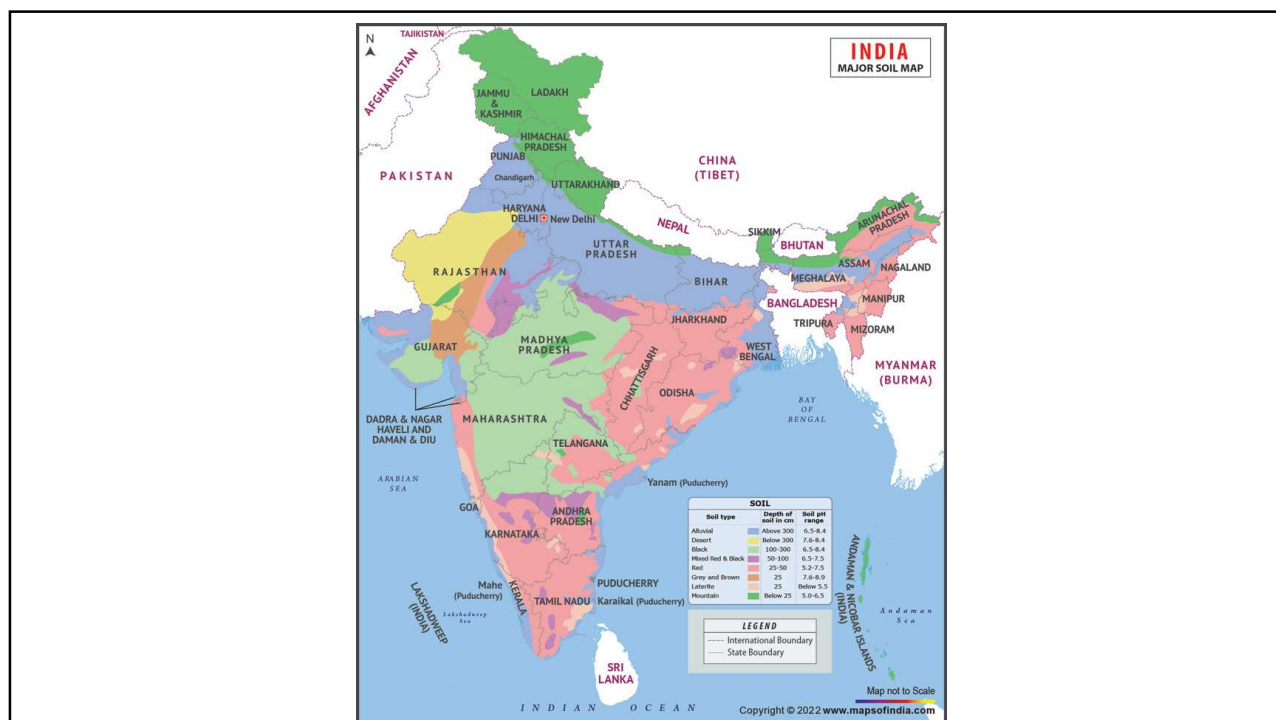 N
TAJIKISTAN
INDIA
MAJOR SOIL MAP
AFGHANISTAN
LADAKH
JAMMU
&
KASHMIR
HIMACHAL
PRADESH
PUNJAB
CHINA
(TIBET)
PAKISTAN
Chandigarh
UTTARAKHAND
HARYANA
DELHI
New Delhi
NEPAL
ARUNACHAL
PRADESH
SIKKIM
BHUTAN
UTTAR
PRADESH
RAJASTHAN
ASSAM
NAGALAND
MEGHALAYA
BIHAR
BANGLADESH
MANIPUR
JHARKHAND
TRIPURA
MIZORAM
GUJARAT
MADHYA
PRADESH
WEST
BENGAL
MYANMAR
(BURMA)
CHHATTISGARH
ODISHA
BAY
OF
BENGAL
DADRA & NAGAR
HAVELI AND
DAMAN & DIU
MAHARASHTRA
TELANGANA
ARABIAN
SEA
Yanam (Puducherry)
GOA
ANDHRA
PRADESH
KARNATAKA
SOIL
Soil type Depth of soil in cm Soil pH range
Alluvial Above 300 6.5-8.4
Desert Below 300 7.6-8.4
Black 100-300 6.5-8.4
Mixed Red & Black 50-100 6.5-7.5
Red 25-50 5.2-7.5
Grey and Brown 25 7.6-8.9
Laterite 25 Below 5.5
Mountain Below 25 5.0-6.5
ANDAMAN & NICOBAR ISLANDS
(INDIA)
Andaman
Sea
Mahe
(Puducherry)
PUDUCHERRY
KERALA
TAMIL NADU
Karaikal (Puducherry)
LAKSHADWEEP
(INDIA)
Lakshadweep
Sea
LEGEND
International Boundary
State Boundary
SRI
LANKA
Map not to Scale
INDIAN OCEAN
Copyright © 2022 www.mapsofindia.com